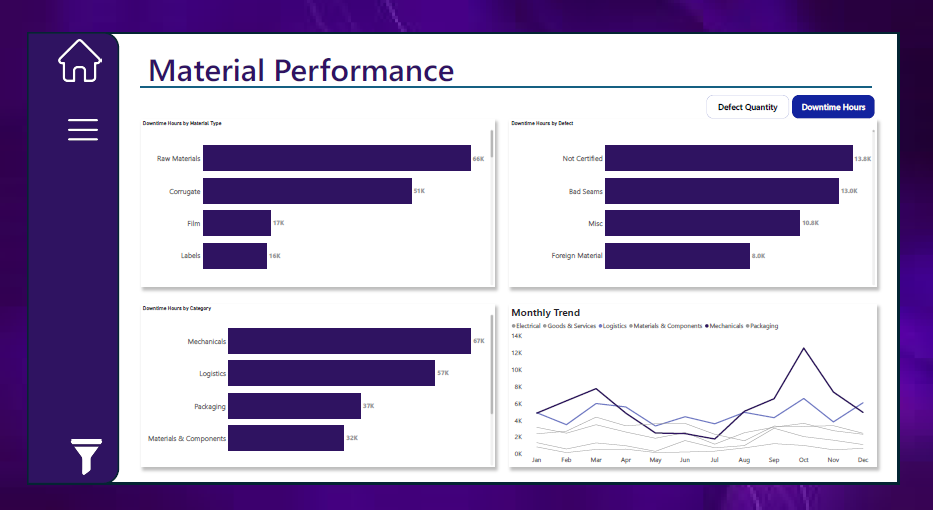 Material Performance
Defect Quantity
Downtime Hours
Downtime Hours by Material Type
Raw Materials 66K
Corrugate 51K
Film 17K
Labels 16K
Downtime Hours by Defect
Not Certified 13.8K
Bad Seams 13.0K
Misc 10.8K
Foreign Material 8.0K
Downtime Hours by Category
Mechanicals 67K
Logistics 57K
Packaging 37K
Materials & Components 32K
Monthly Trend
Electrical Goods & Services Logistics Materials & Components Mechanicals Packaging
14K
12K
10K
8K
6K
4K
2K
0K
Jan Feb Mar Apr May Jun Jul Aug Sep Oct Nov Dec